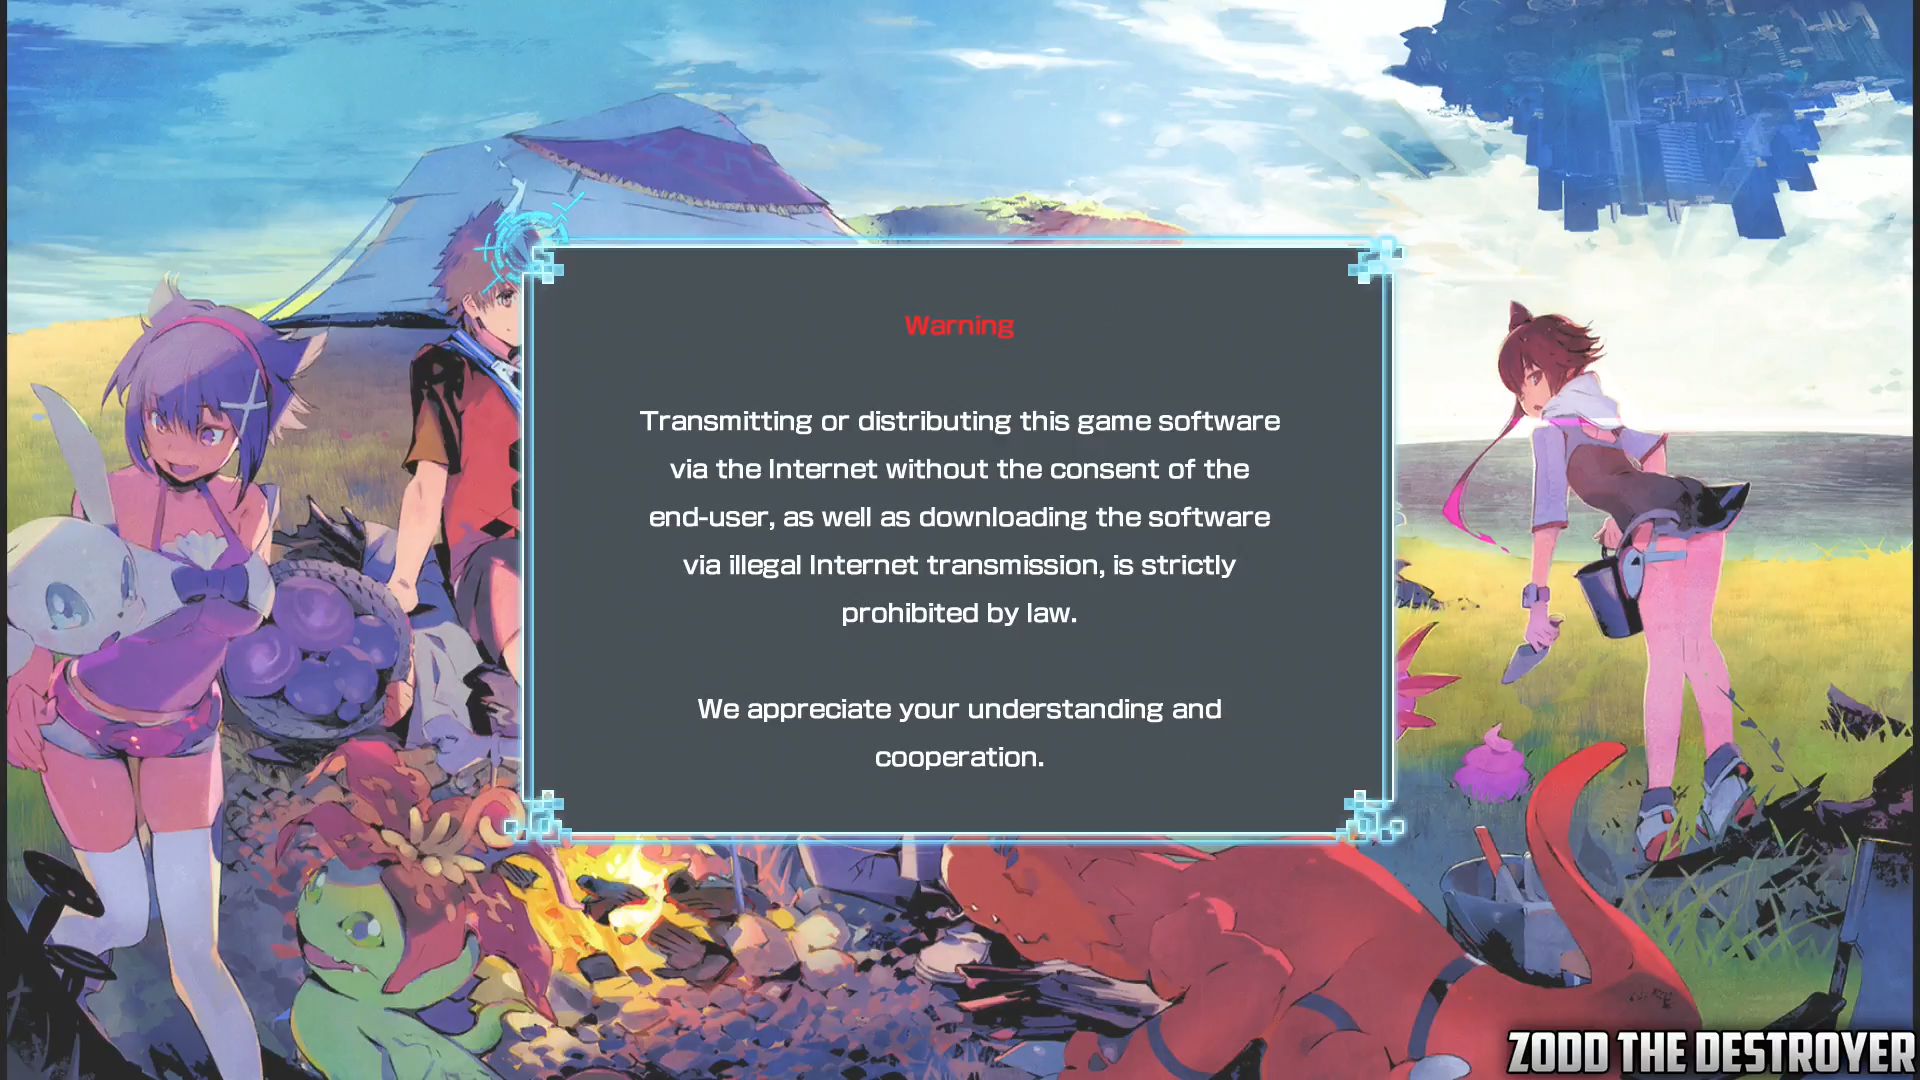 Warning
Transmitting or distributing this game software
via the Internet without the consent of the
end-user, as well as downloading the software
via illegal Internet transmission, is strictly
prohibited by law.
We appreciate your understanding and
cooperation.
ZODD THE DESTROYER